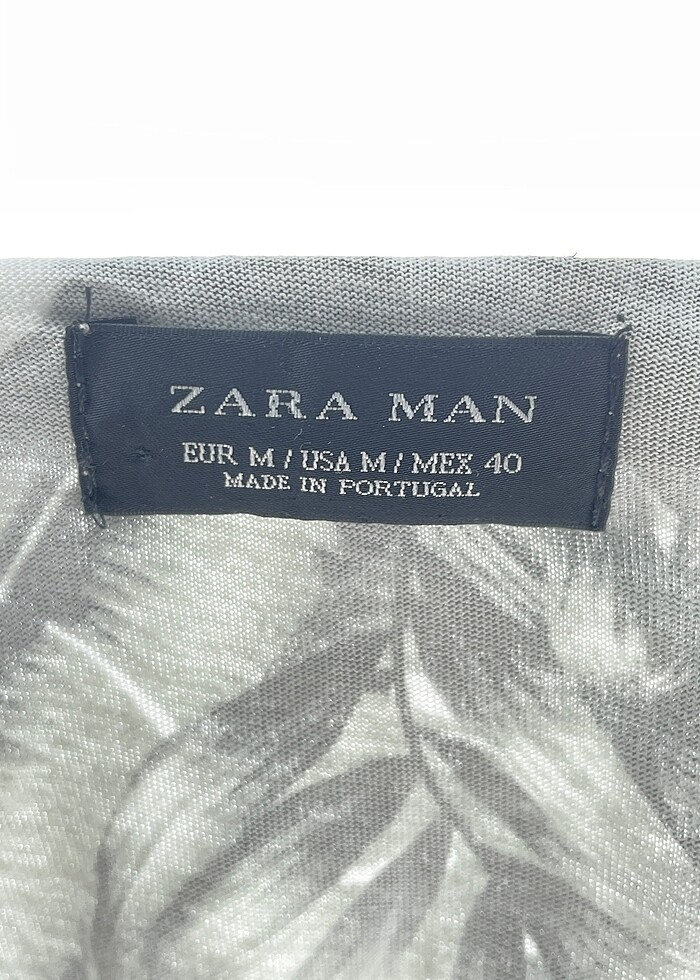 ZARA MAN
EUR M / USA M / MEX 40
MADE IN PORTUGAL